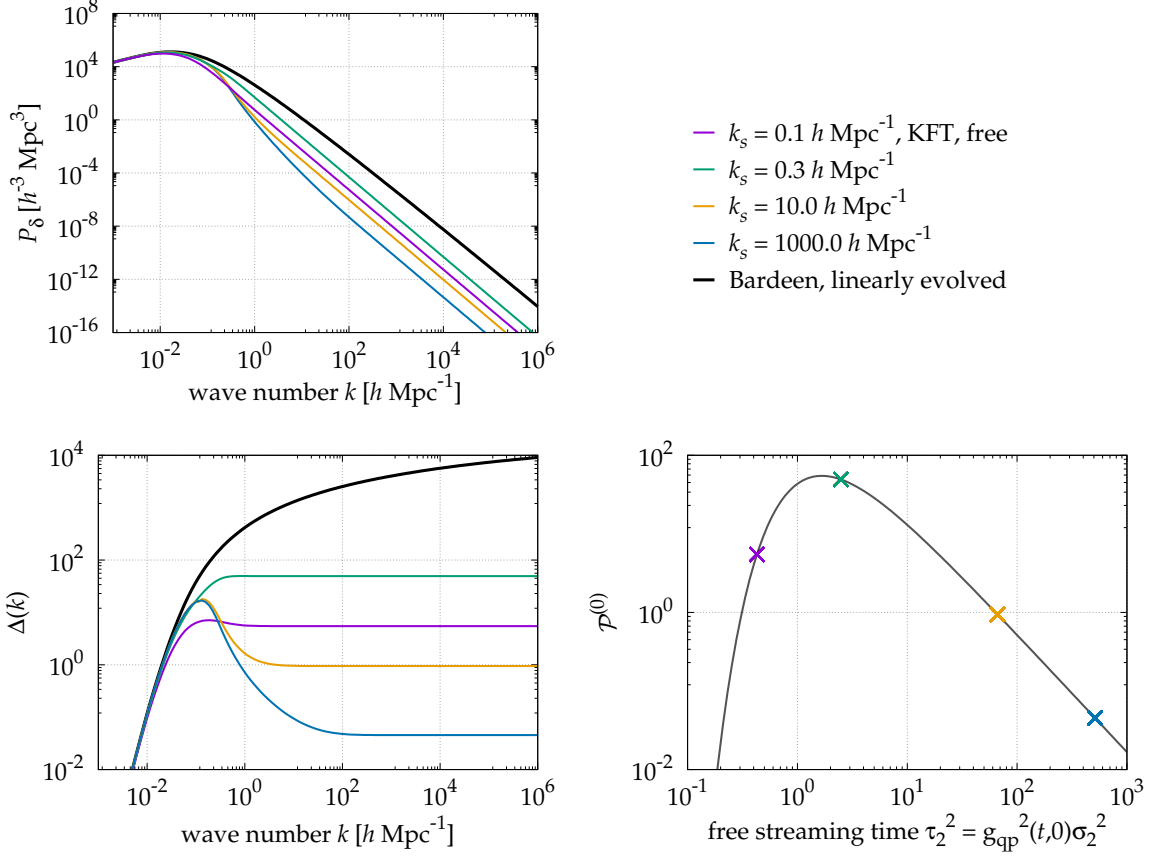 10^8
10^4
10^0
10^-4
10^-8
10^-12
10^-16
P_δ [h^-3 Mpc^3]
10^-2 10^0 10^2 10^4 10^6
wave number k [h Mpc^-1]
k_s = 0.1 h Mpc^-1, KFT, free
k_s = 0.3 h Mpc^-1
k_s = 10.0 h Mpc^-1
k_s = 1000.0 h Mpc^-1
Bardeen, linearly evolved
10^4
10^2
10^0
10^-2
Δ(k)
10^-2 10^0 10^2 10^4 10^6
wave number k [h Mpc^-1]
10^2
10^0
10^-2
𝒫^(0)
10^-1 10^0 10^1 10^2 10^3
free streaming time τ_2^2 = g_qp^2(t,0)σ_2^2